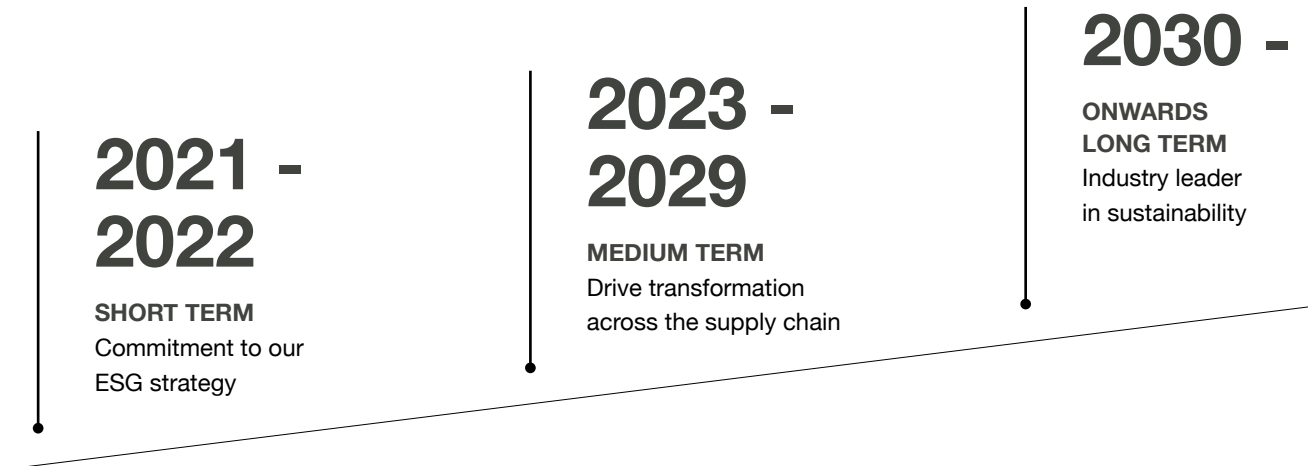 2021 -
2022
SHORT TERM
Commitment to our
ESG strategy
2023 -
2029
MEDIUM TERM
Drive transformation
across the supply chain
2030 -
ONWARDS
LONG TERM
Industry leader
in sustainability